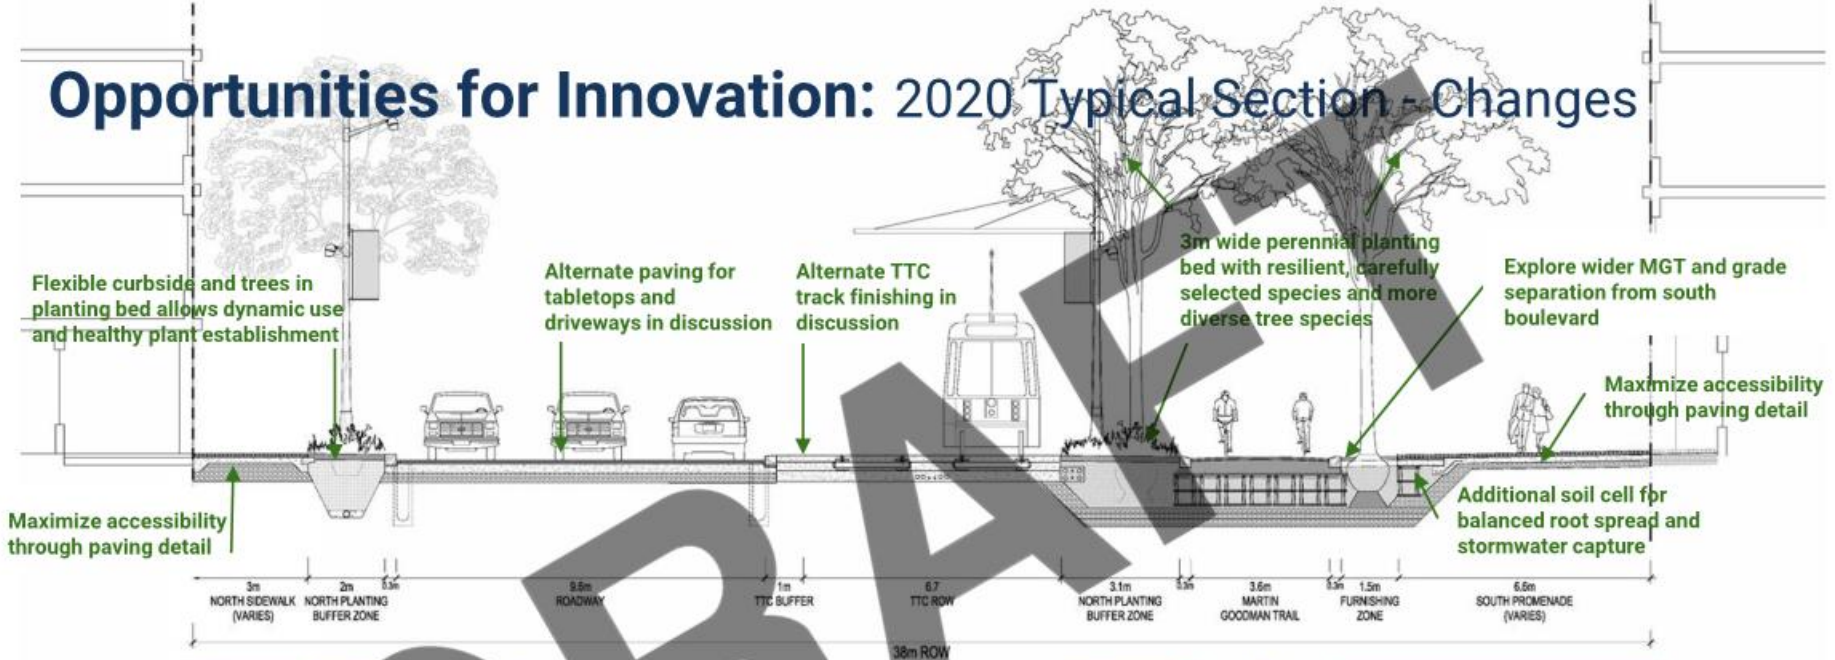 Opportunities for Innovation: 2020 Typical Section - Changes
Flexible curbside and trees in
planting bed allows dynamic use
and healthy plant establishment
Alternate paving for
tabletops and
driveways in discussion
Alternate TTC
track finishing in
discussion
3m wide perennial planting
bed with resilient, carefully
selected species and more
diverse tree species
Explore wider MGT and grade
separation from south
boulevard
Maximize accessibility
through paving detail
Maximize accessibility
through paving detail
Additional soil cell for
balanced root spread and
stormwater capture
3m
NORTH SIDEWALK
(VARIES)
2m
NORTH PLANTING
BUFFER ZONE
0.3m
ROADWAY
1m
TTC BUFFER
6.7
TTC ROW
3.1m
NORTH PLANTING
BUFFER ZONE
0.3m
3.6m
MARTIN
GOODMAN TRAIL
0.3m
1.5m
FURNISHING
ZONE
SOUTH PROMENADE
(VARIES)
38m ROW
DRAFT